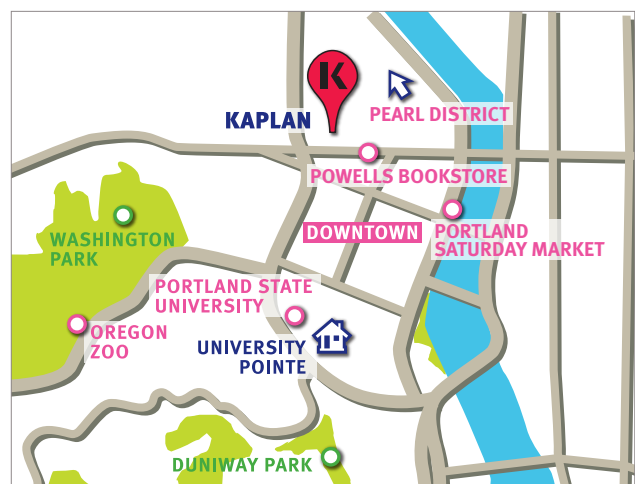 K
KAPLAN
PEARL DISTRICT
POWELLS BOOKSTORE
DOWNTOWN
PORTLAND
SATURDAY MARKET
WASHINGTON
PARK
PORTLAND STATE
UNIVERSITY
OREGON
ZOO
UNIVERSITY
POINTE
DUNIWAY PARK